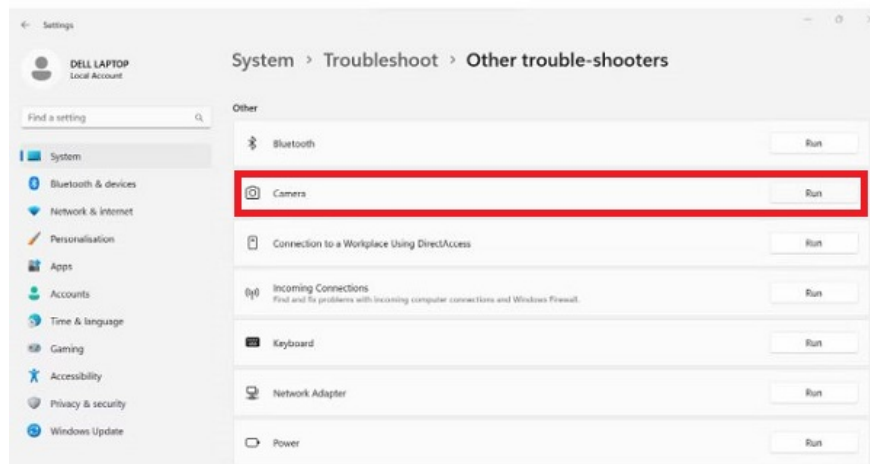 Settings
DELL LAPTOP
Local Account
Find a setting
System
Bluetooth & devices
Network & internet
Personalisation
Apps
Accounts
Time & language
Gaming
Accessibility
Privacy & security
Windows Update
System > Troubleshoot > Other trouble-shooters
Other
Bluetooth Run
Camera Run
Connection to a Workplace Using DirectAccess Run
Incoming Connections
Find and fix problems with incoming computer connections and Windows Firewall. Run
Keyboard Run
Network Adapter Run
Power Run